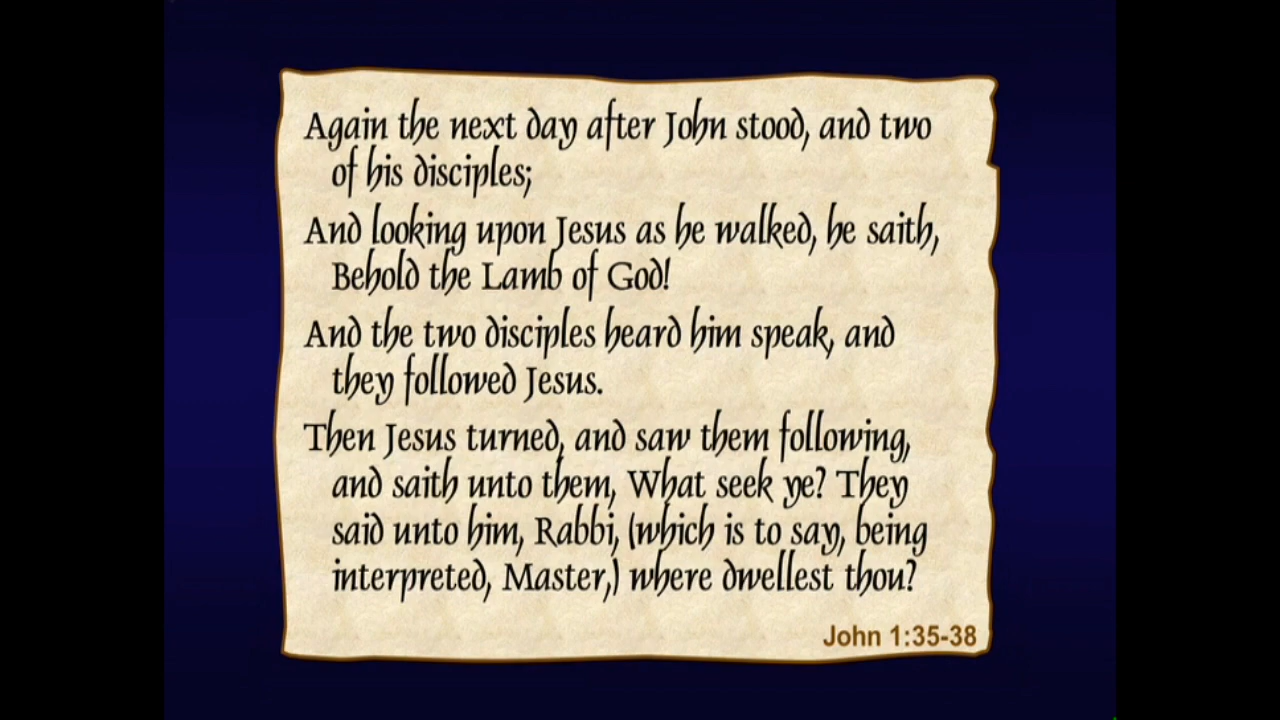 Again the next day after John stood, and two
of his disciples;
And looking upon Jesus as he walked, he saith,
Behold the Lamb of God!
And the two disciples heard him speak, and
they followed Jesus.
Then Jesus turned, and saw them following,
and saith unto them, What seek ye? They
said unto him, Rabbi, (which is to say, being
interpreted, Master,) where dwellest thou?
John 1:35-38